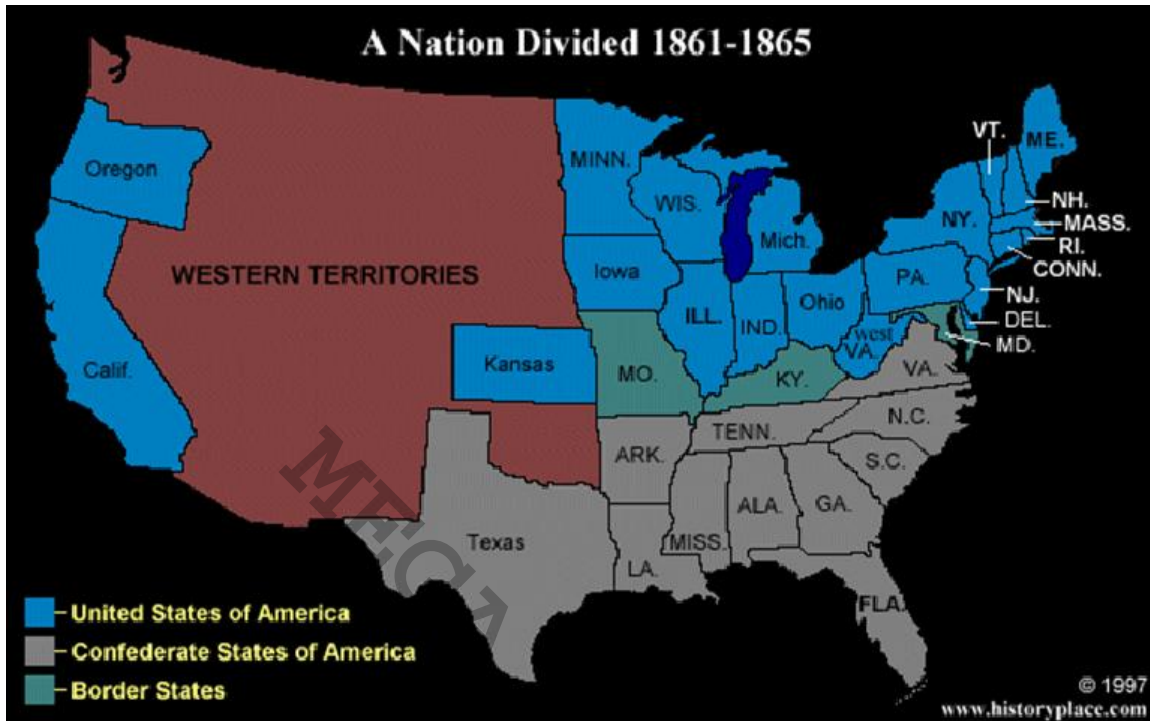 A Nation Divided 1861-1865
VT.
ME.
Oregon
MINN.
WIS.
Mich.
NY.
NH.
MASS.
RI.
CONN.
WESTERN TERRITORIES
Iowa
PA.
NJ.
ILL.
IND.
Ohio
DEL.
west
VA.
MD.
Calif.
Kansas
MO.
KY.
VA.
TENN.
N.C.
ARK.
S.C.
Texas
MISS.
ALA.
GA.
LA.
FLA.
MEGA
United States of America
Confederate States of America
Border States
© 1997
www.historyplace.com